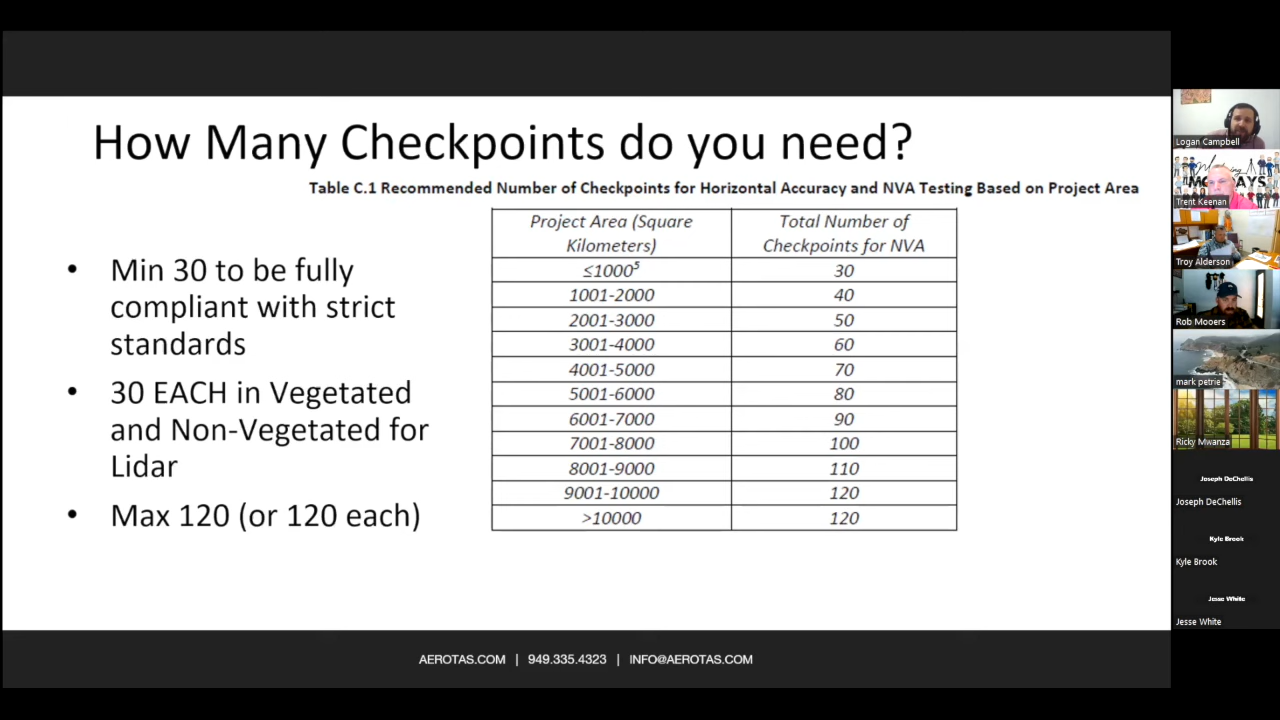 How Many Checkpoints do you need?
Table C.1 Recommended Number of Checkpoints for Horizontal Accuracy and NVA Testing Based on Project Area
• Min 30 to be fully
compliant with strict
standards
• 30 EACH in Vegetated
and Non-Vegetated for
Lidar
• Max 120 (or 120 each)
Project Area (Square
Kilometers)
Total Number of
Checkpoints for NVA
≤1000⁵ 30
1001-2000 40
2001-3000 50
3001-4000 60
4001-5000 70
5001-6000 80
6001-7000 90
7001-8000 100
8001-9000 110
9001-10000 120
>10000 120
AEROTAS.COM | 949.335.4323 | INFO@AEROTAS.COM
Logan Campbell
Trent Keenan
Troy Alderson
Rob Mooers
mark petrie
Ricky Mwanza
Joseph DeChellis
Joseph DeChellis
Kyle Brook
Kyle Brook
Jesse White
Jesse White